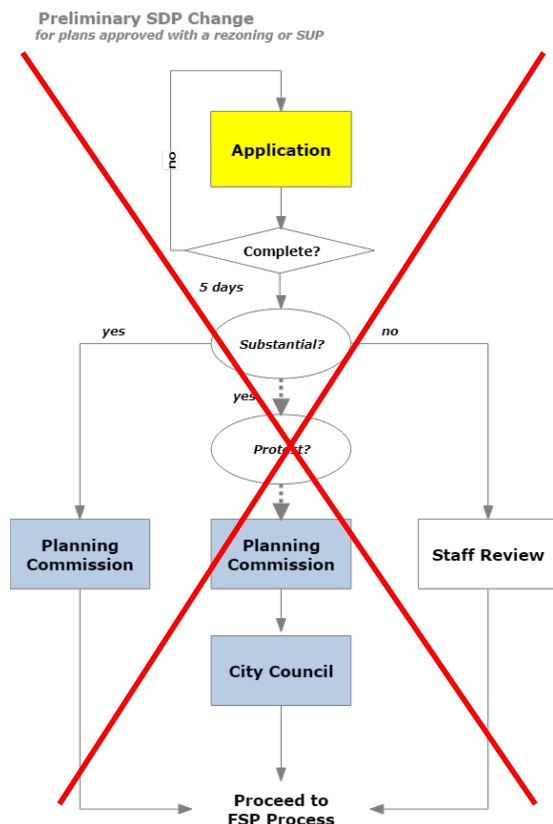 Preliminary SDP Change
for plans approved with a rezoning or SUP
no
Application
Complete?
5 days
yes
Substantial?
no
yes
Protest?
Planning
Commission
Planning
Commission
Staff Review
City Council
Proceed to
FSP Process